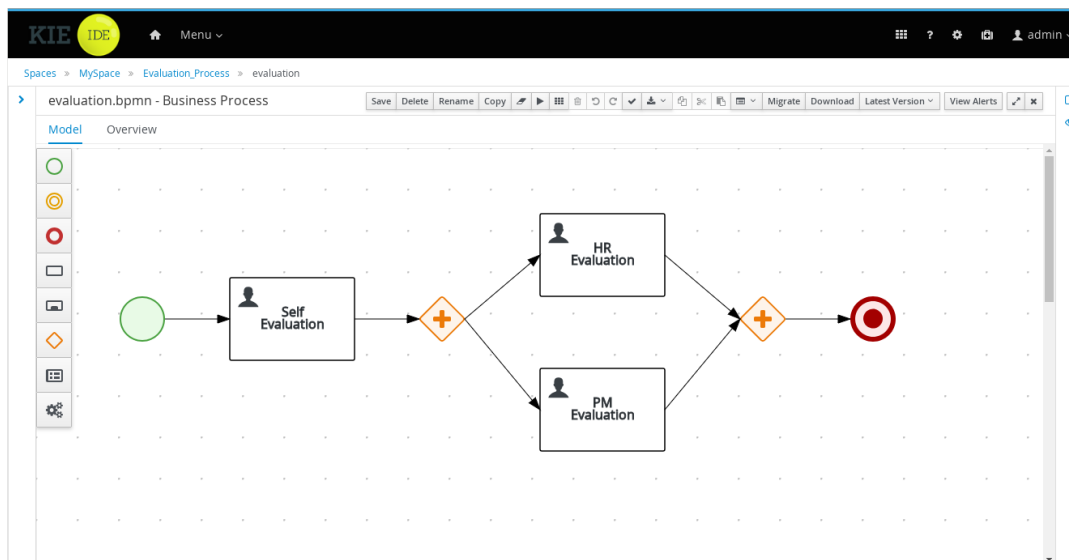 KIE IDE Menu ? admin
Spaces » MySpace » Evaluation_Process » evaluation
evaluation.bpmn - Business Process Save Delete Rename Copy Migrate Download Latest Version View Alerts
Model Overview
HR
Evaluation
Self
Evaluation
PM
Evaluation